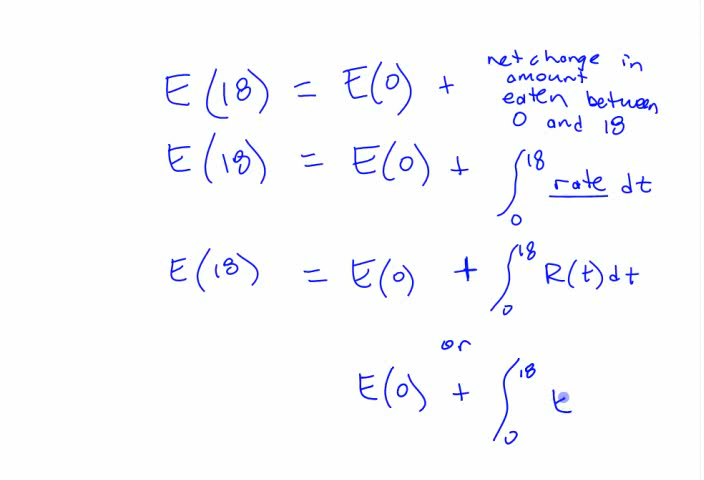 E(18) = E(0) + net change in amount eaten between 0 and 18
E(18) = E(0) + ∫₀¹⁸ rate dt
E(18) = E(0) + ∫₀¹⁸ R(t)dt
or
E(0) + ∫₀¹⁸